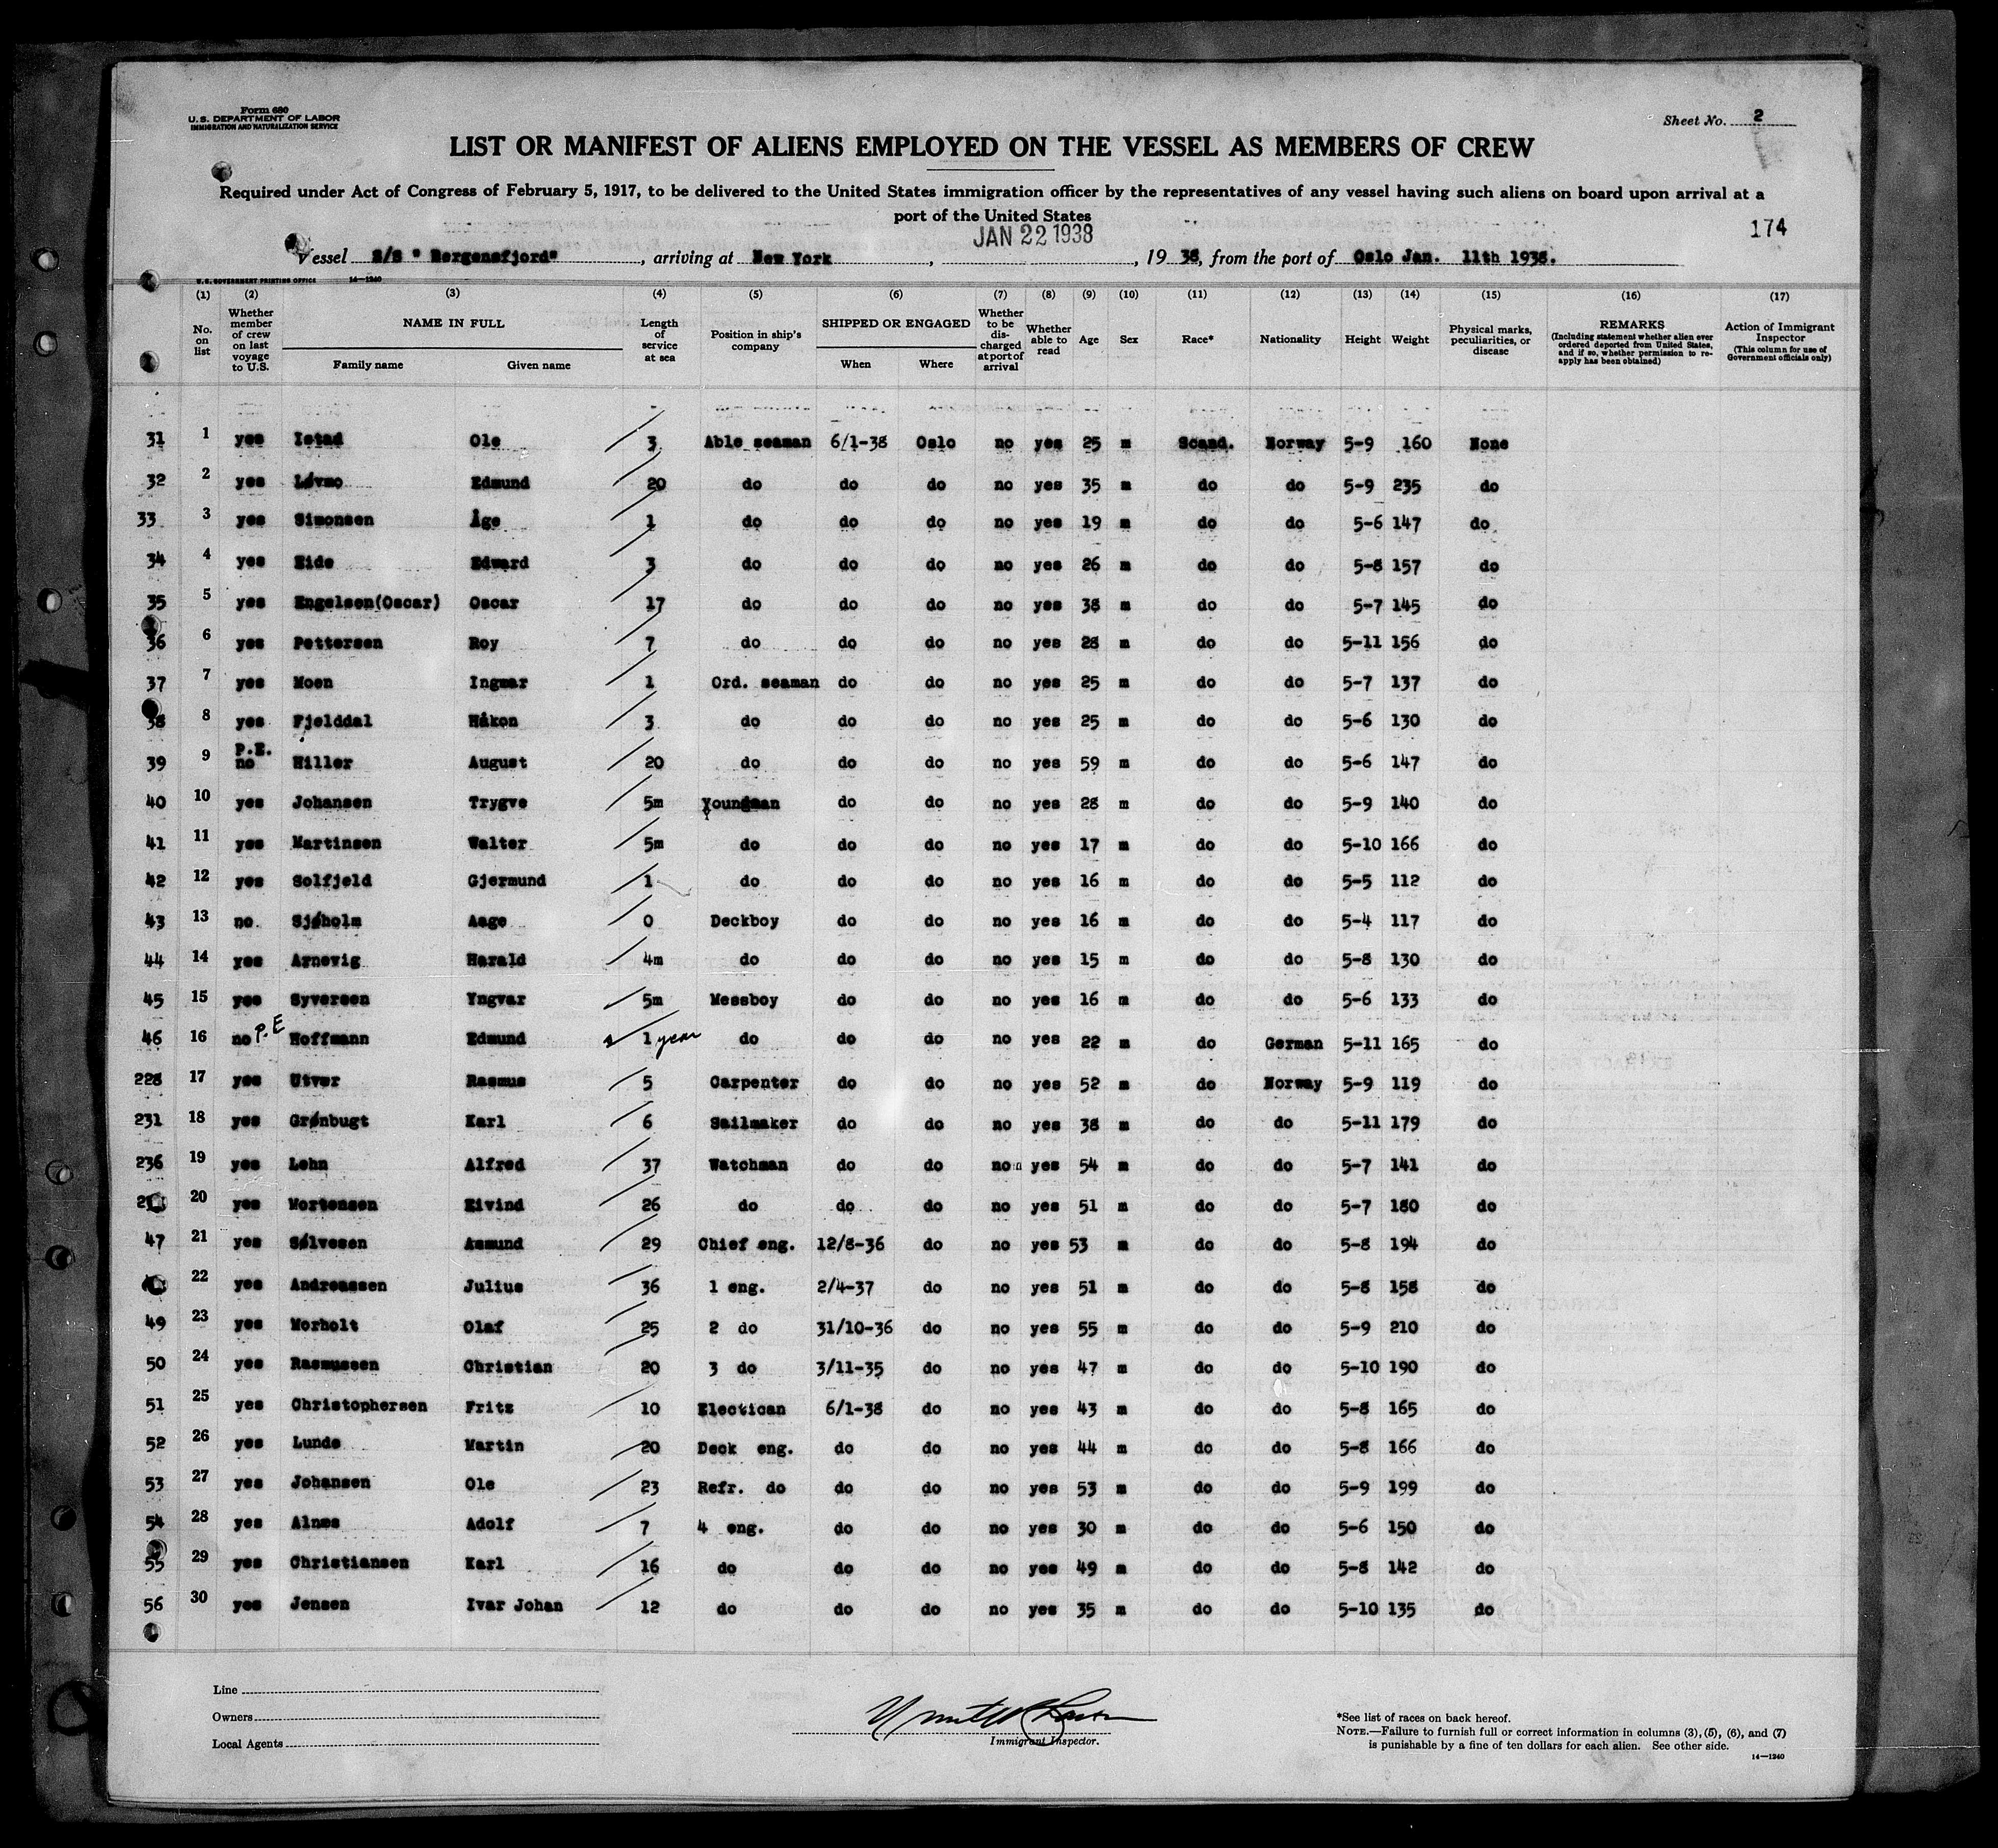 Form 680
U. S. DEPARTMENT OF LABOR
IMMIGRATION AND NATURALIZATION SERVICE
Sheet No. 2
LIST OR MANIFEST OF ALIENS EMPLOYED ON THE VESSEL AS MEMBERS OF CREW
Required under Act of Congress of February 5, 1917, to be delivered to the United States immigration officer by the representatives of any vessel having such aliens on board upon arrival at a
port of the United States
JAN 22 1938
174
Vessel S/S " Bergensfjord" , arriving at New York , , 19 38, from the port of Oslo Jan. 11th 1938.
U. S. GOVERNMENT PRINTING OFFICE 14—1240
(1) (2) (3) (4) (5) (6) (7) (8) (9) (10) (11) (12) (13) (14) (15) (16) (17)
No. on list Whether member of crew on last voyage to U.S. NAME IN FULL Family name Given name Length of service at sea Position in ship's company SHIPPED OR ENGAGED When Where Whether to be discharged at port of arrival Whether able to read Age Sex Race* Nationality Height Weight Physical marks, peculiarities, or disease REMARKS (Including statement whether alien ever ordered deported from United States, and if so, whether permission to reapply has been obtained) Action of Immigrant Inspector (This column for use of Government officials only)
31 1 yes Istad Ole 3 Able seaman 6/1-38 Oslo no yes 25 m Scand. Norway 5-9 160 None
32 2 yes Løvmo Edmund 20 do do do no yes 35 m do do 5-9 235 do
33 3 yes Simonsen Åge 1 do do do no yes 19 m do do 5-6 147 do
34 4 yes Eide Edward 3 do do do no yes 26 m do do 5-8 157 do
35 5 yes Engelsen(Oscar) Oscar 17 do do do no yes 38 m do do 5-7 145 do
36 6 yes Pettersen Roy 7 do do do no yes 28 m do do 5-11 156 do
37 7 yes Moen Ingmar 1 Ord. seaman do do no yes 25 m do do 5-7 137 do
38 8 yes Fjelddal Håkon 3 do do do no yes 25 m do do 5-6 130 do
39 9 P.E. no Hiller August 20 do do do no yes 59 m do do 5-6 147 do
40 10 yes Johansen Trygve 5m Youngman do do no yes 28 m do do 5-9 140 do
41 11 yes Martinsen Walter 5m do do do no yes 17 m do do 5-10 166 do
42 12 yes Solfjeld Gjermund 1 do do do no yes 16 m do do 5-5 112 do
43 13 no Sjøholm Aage 0 Deckboy do do no yes 16 m do do 5-4 117 do
44 14 yes Arnevig Harald 4m do do do no yes 15 m do do 5-8 130 do
45 15 yes Syversen Yngvar 5m Messboy do do no yes 16 m do do 5-6 133 do
46 16 no P.E Hoffmann Edmund 1 year do do do no yes 22 m do German 5-11 165 do
228 17 yes Utver Rasmus 5 Carpenter do do no yes 52 m do Norway 5-9 119 do
231 18 yes Grønbugt Karl 6 Sailmaker do do no yes 38 m do do 5-11 179 do
236 19 yes Lehn Alfred 37 Watchman do do no yes 54 m do do 5-7 141 do
20 yes Mortensen Eivind 26 do do do no yes 51 m do do 5-7 180 do
47 21 yes Sølvesen Asmund 29 Chief eng. 12/8-36 do no yes 53 m do do 5-8 194 do
22 yes Andreassen Julius 36 1 eng. 2/4-37 do no yes 51 m do do 5-8 158 do
49 23 yes Morholt Olaf 25 2 do 31/10-36 do no yes 55 m do do 5-9 210 do
50 24 yes Rasmussen Christian 20 3 do 3/11-35 do no yes 47 m do do 5-10 190 do
51 25 yes Christophersen Fritz 10 Electican 6/1-38 do no yes 43 m do do 5-8 165 do
52 26 yes Lunde Martin 20 Deck eng. do do no yes 44 m do do 5-8 166 do
53 27 yes Johansen Ole 23 Refr. do do do no yes 53 m do do 5-9 199 do
54 28 yes Alnæs Adolf 7 4 eng. do do no yes 30 m do do 5-6 150 do
55 29 yes Christiansen Karl 16 do do do no yes 49 m do do 5-8 142 do
56 30 yes Jensen Ivar Johan 12 do do do no yes 35 m do do 5-10 135 do
Line
Owners
Local Agents
Immigrant Inspector.
*See list of races on back hereof.
NOTE.—Failure to furnish full or correct information in columns (3), (5), (6), and (7)
is punishable by a fine of ten dollars for each alien. See other side.
14—1240